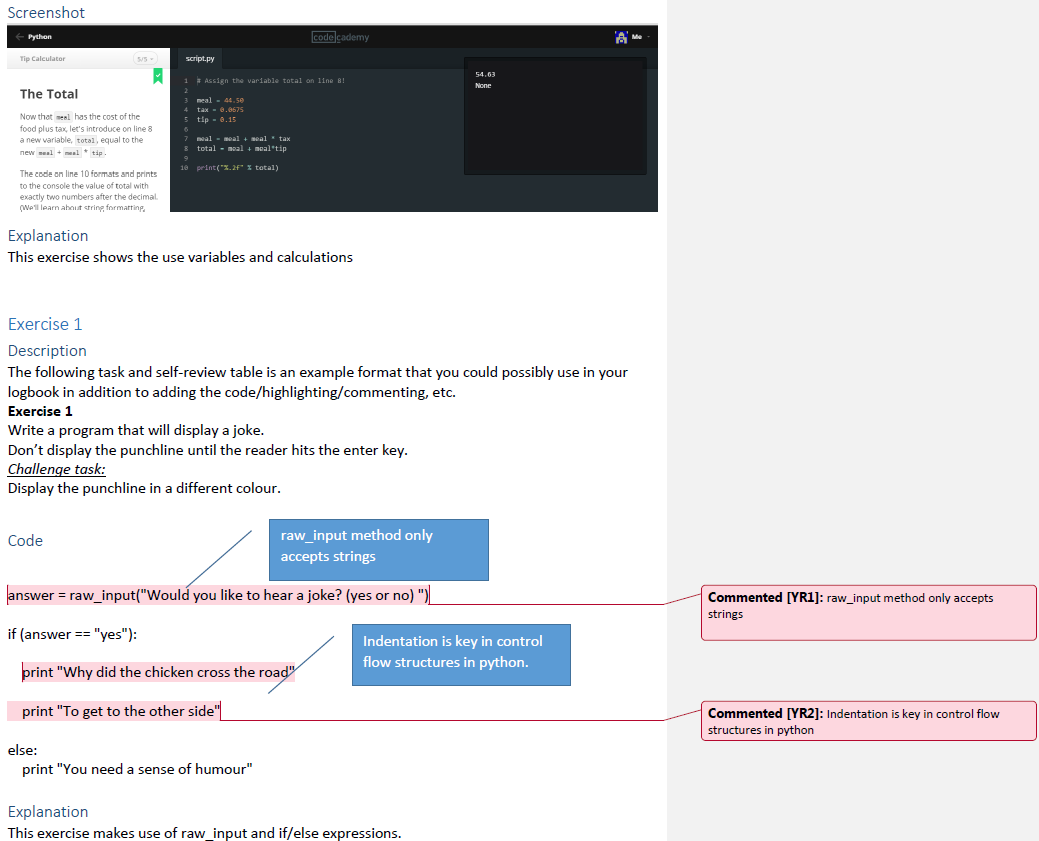 Screenshot
← Python
codecademy
Me
Tip Calculator
5/5
script.py
The Total
Now that meal has the cost of the
food plus tax, let's introduce on line 8
a new variable, total, equal to the
new meal + meal * tip.
The code on line 10 formats and prints
to the console the value of total with
exactly two numbers after the decimal.
(We'll learn about string formatting,
1 # Assign the variable total on line 8!
2
3 meal = 44.50
4 tax = 0.0675
5 tip = 0.15
6
7 meal = meal + meal * tax
8 total = meal + meal*tip
9
10 print("%.2f" % total)
54.63
None
Explanation
This exercise shows the use variables and calculations
Exercise 1
Description
The following task and self-review table is an example format that you could possibly use in your
logbook in addition to adding the code/highlighting/commenting, etc.
Exercise 1
Write a program that will display a joke.
Don't display the punchline until the reader hits the enter key.
Challenge task:
Display the punchline in a different colour.
Code
raw_input method only
accepts strings
answer = raw_input("Would you like to hear a joke? (yes or no) ")
Commented [YR1]: raw_input method only accepts
strings
if (answer == "yes"):
Indentation is key in control
flow structures in python.
print "Why did the chicken cross the road"
print "To get to the other side"
Commented [YR2]: Indentation is key in control flow
structures in python
else:
print "You need a sense of humour"
Explanation
This exercise makes use of raw_input and if/else expressions.